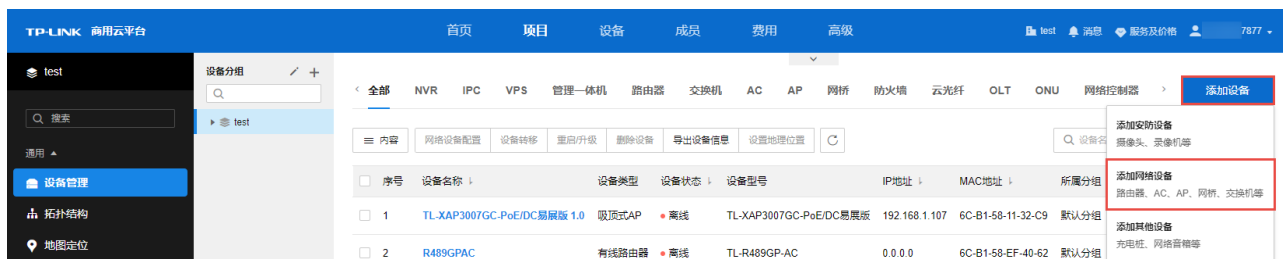 TP-LINK 商用云平台 首页 项目 设备 成员 费用 高级 test 消息 服务及价格 7877
test 设备分组
全部 NVR IPC VPS 管理一体机 路由器 交换机 AC AP 网桥 防火墙 云光纤 OLT ONU 网络控制器 添加设备
搜索 test
内容 网络设备配置 设备转移 重启/升级 删除设备 导出设备信息 设置地理位置 设备名
添加安防设备
摄像头、录像机等
通用
序号 设备名称 设备类型 设备状态 设备型号 IP地址 MAC地址 所属分组
添加网络设备
路由器、AC、AP、网桥、交换机等
设备管理
拓扑结构
1 TL-XAP3007GC-PoE/DC易展版 1.0 吸顶式AP 离线 TL-XAP3007GC-PoE/DC易展版 192.168.1.107 6C-B1-58-11-32-C9 默认分组
添加其他设备
充电桩、网络音箱等
地图定位
2 R489GPAC 有线路由器 离线 TL-R489GP-AC 0.0.0.0 6C-B1-58-EF-40-62 默认分组